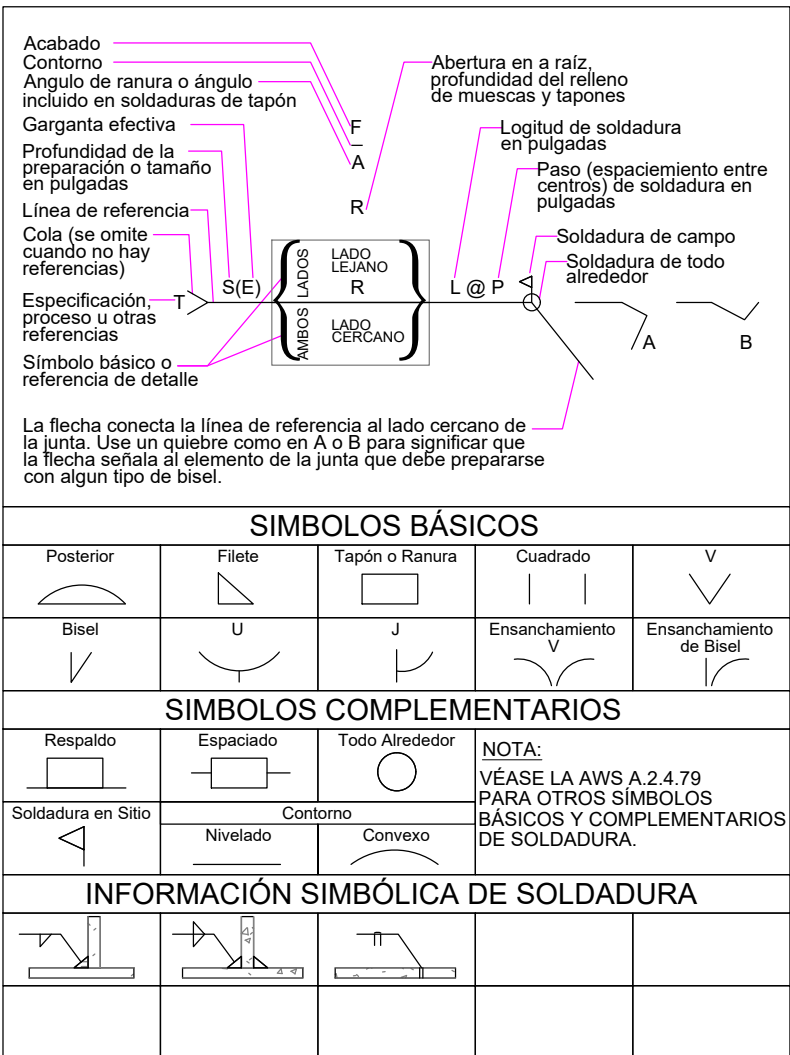 Acabado
Contorno
Angulo de ranura o ángulo
incluido en soldaduras de tapón
Garganta efectiva
Profundidad de la
preparación o tamaño
en pulgadas
Línea de referencia
Cola (se omite
cuando no hay
referencias)
Especificación,
proceso u otras
referencias
Símbolo básico o
referencia de detalle
F
A
R
Abertura en a raíz,
profundidad del relleno
de muescas y tapones
Logitud de soldadura
en pulgadas
Paso (espaciemiento entre
centros) de soldadura en
pulgadas
Soldadura de campo
Soldadura de todo
alrededor
T
S(E)
AMBOS LADOS
LADO
LEJANO
R
LADO
CERCANO
L @ P
A
B
La flecha conecta la línea de referencia al lado cercano de
la junta. Use un quiebre como en A o B para significar que
la flecha señala al elemento de la junta que debe prepararse
con algun tipo de bisel.
SIMBOLOS BÁSICOS
Posterior
Filete
Tapón o Ranura
Cuadrado
V
Bisel
U
J
Ensanchamiento
V
Ensanchamiento
de Bisel
SIMBOLOS COMPLEMENTARIOS
Respaldo
Espaciado
Todo Alrededor
NOTA:
VÉASE LA AWS A.2.4.79
PARA OTROS SÍMBOLOS
BÁSICOS Y COMPLEMENTARIOS
DE SOLDADURA.
Soldadura en Sitio
Contorno
Nivelado
Convexo
INFORMACIÓN SIMBÓLICA DE SOLDADURA